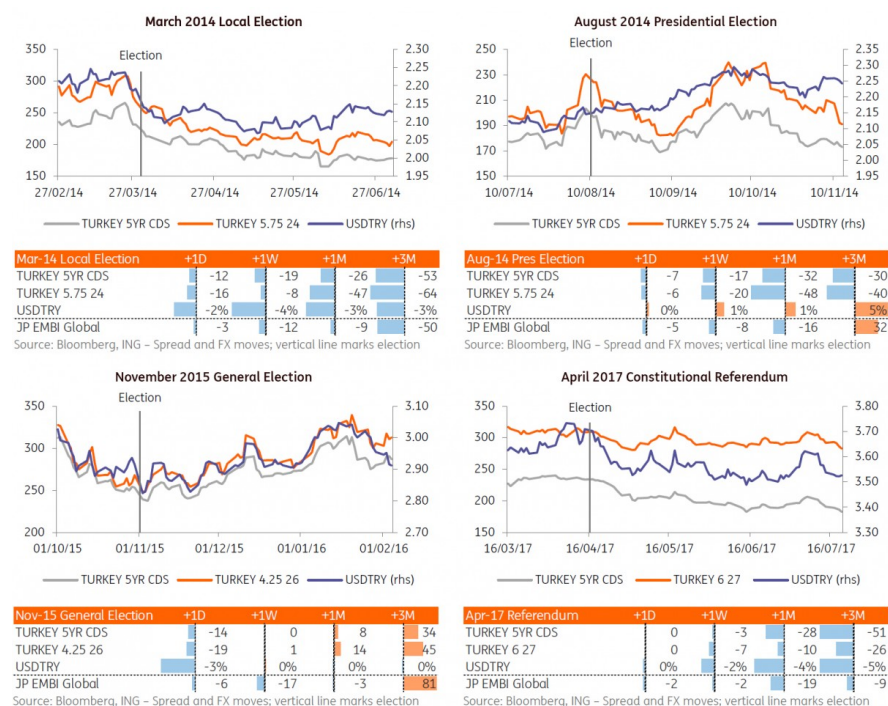 March 2014 Local Election
350 2.30
Election
300 2.25
2.20
250 2.15
2.10
200 2.05
2.00
150 1.95
27/02/14 27/03/14 27/04/14 27/05/14 27/06/14
TURKEY 5YR CDS TURKEY 5.75 24 USDTRY (rhs)
Mar-14 Local Election +1D +1W +1M +3M
TURKEY 5YR CDS -12 -19 -26 -53
TURKEY 5.75 24 -16 -8 -47 -64
USDTRY -2% -4% -3% -3%
JP EMBI Global -3 -12 -9 -50
Source: Bloomberg, ING – Spread and FX moves; vertical line marks election
August 2014 Presidential Election
250 2.35
Election
230 2.30
2.25
210 2.20
2.15
190 2.10
170 2.05
2.00
150 1.95
10/07/14 10/08/14 10/09/14 10/10/14 10/11/14
TURKEY 5YR CDS TURKEY 5.75 24 USDTRY (rhs)
Aug-14 Pres Election +1D +1W +1M +3M
TURKEY 5YR CDS -7 -17 -32 -30
TURKEY 5.75 24 -6 -20 -48 -40
USDTRY 0% 1% 1% 5%
JP EMBI Global -5 -8 -16 32
Source: Bloomberg, ING – Spread and FX moves; vertical line marks election
November 2015 General Election
350 3.10
Election
300 3.00
2.90
250 2.80
200 2.70
01/10/15 01/11/15 01/12/15 01/01/16 01/02/16
TURKEY 5YR CDS TURKEY 4.25 26 USDTRY (rhs)
Nov-15 General Election +1D +1W +1M +3M
TURKEY 5YR CDS -14 0 8 34
TURKEY 4.25 26 -19 1 14 45
USDTRY -3% 0% 0% 0%
JP EMBI Global -6 -17 -3 81
Source: Bloomberg, ING – Spread and FX moves; vertical line marks election
April 2017 Constitutional Referendum
350 3.80
Election
300 3.70
250 3.60
200 3.50
3.40
150 3.30
16/03/17 16/04/17 16/05/17 16/06/17 16/07/17
TURKEY 5YR CDS TURKEY 6 27 USDTRY (rhs)
Apr-17 Referendum +1D +1W +1M +3M
TURKEY 5YR CDS 0 -3 -28 -51
TURKEY 6 27 0 -7 -10 -26
USDTRY 0% -2% -4% -5%
JP EMBI Global -2 -2 -19 -9
Source: Bloomberg, ING – Spread and FX moves; vertical line marks election